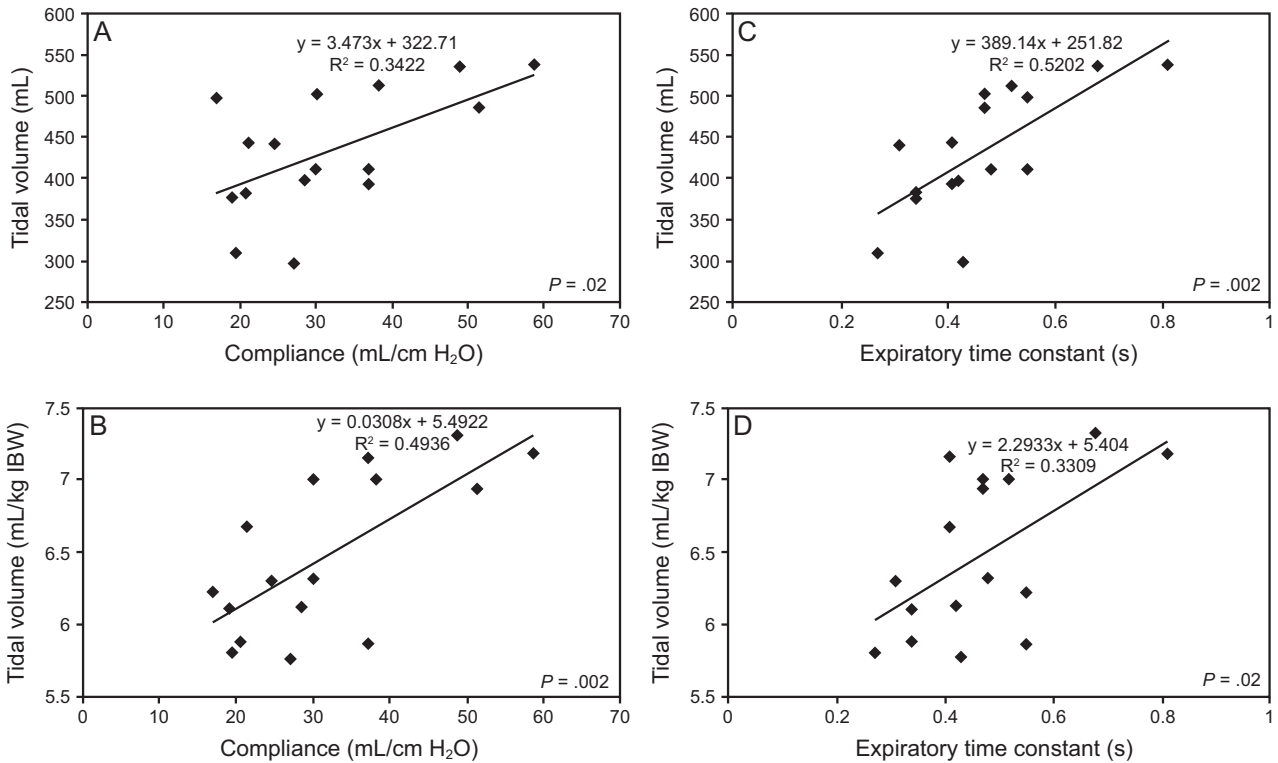 A
y = 3.473x + 322.71
R² = 0.3422
600
550
500
450
400
350
300
250
Tidal volume (mL)
P = .02
0 10 20 30 40 50 60 70
Compliance (mL/cm H₂O)
C
y = 389.14x + 251.82
R² = 0.5202
600
550
500
450
400
350
300
250
Tidal volume (mL)
P = .002
0 0.2 0.4 0.6 0.8 1
Expiratory time constant (s)
B
y = 0.0308x + 5.4922
R² = 0.4936
7.5
7
6.5
6
5.5
Tidal volume (mL/kg IBW)
P = .002
0 10 20 30 40 50 60 70
Compliance (mL/cm H₂O)
D
y = 2.2933x + 5.404
R² = 0.3309
7.5
7
6.5
6
5.5
Tidal volume (mL/kg IBW)
P = .02
0 0.2 0.4 0.6 0.8 1
Expiratory time constant (s)